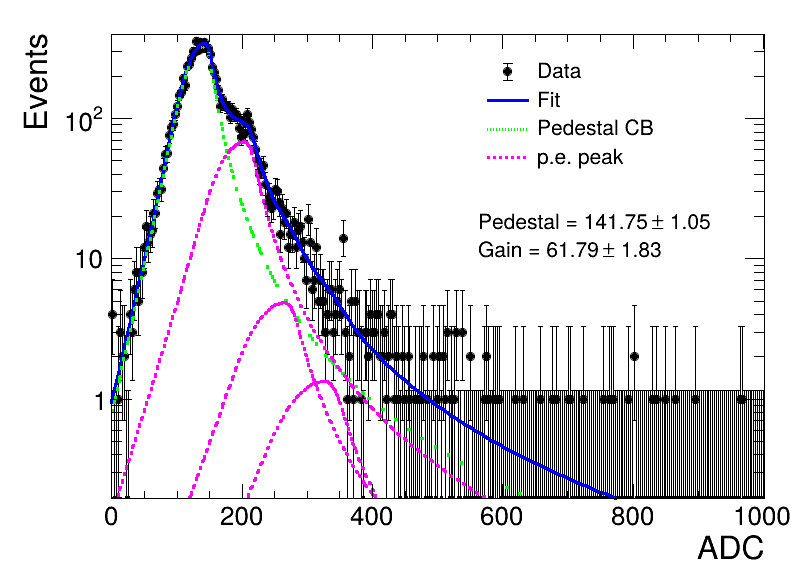 Events
10²
10
1
Data
Fit
Pedestal CB
p.e. peak
Pedestal = 141.75 ± 1.05
Gain = 61.79 ± 1.83
0 200 400 600 800 1000
ADC